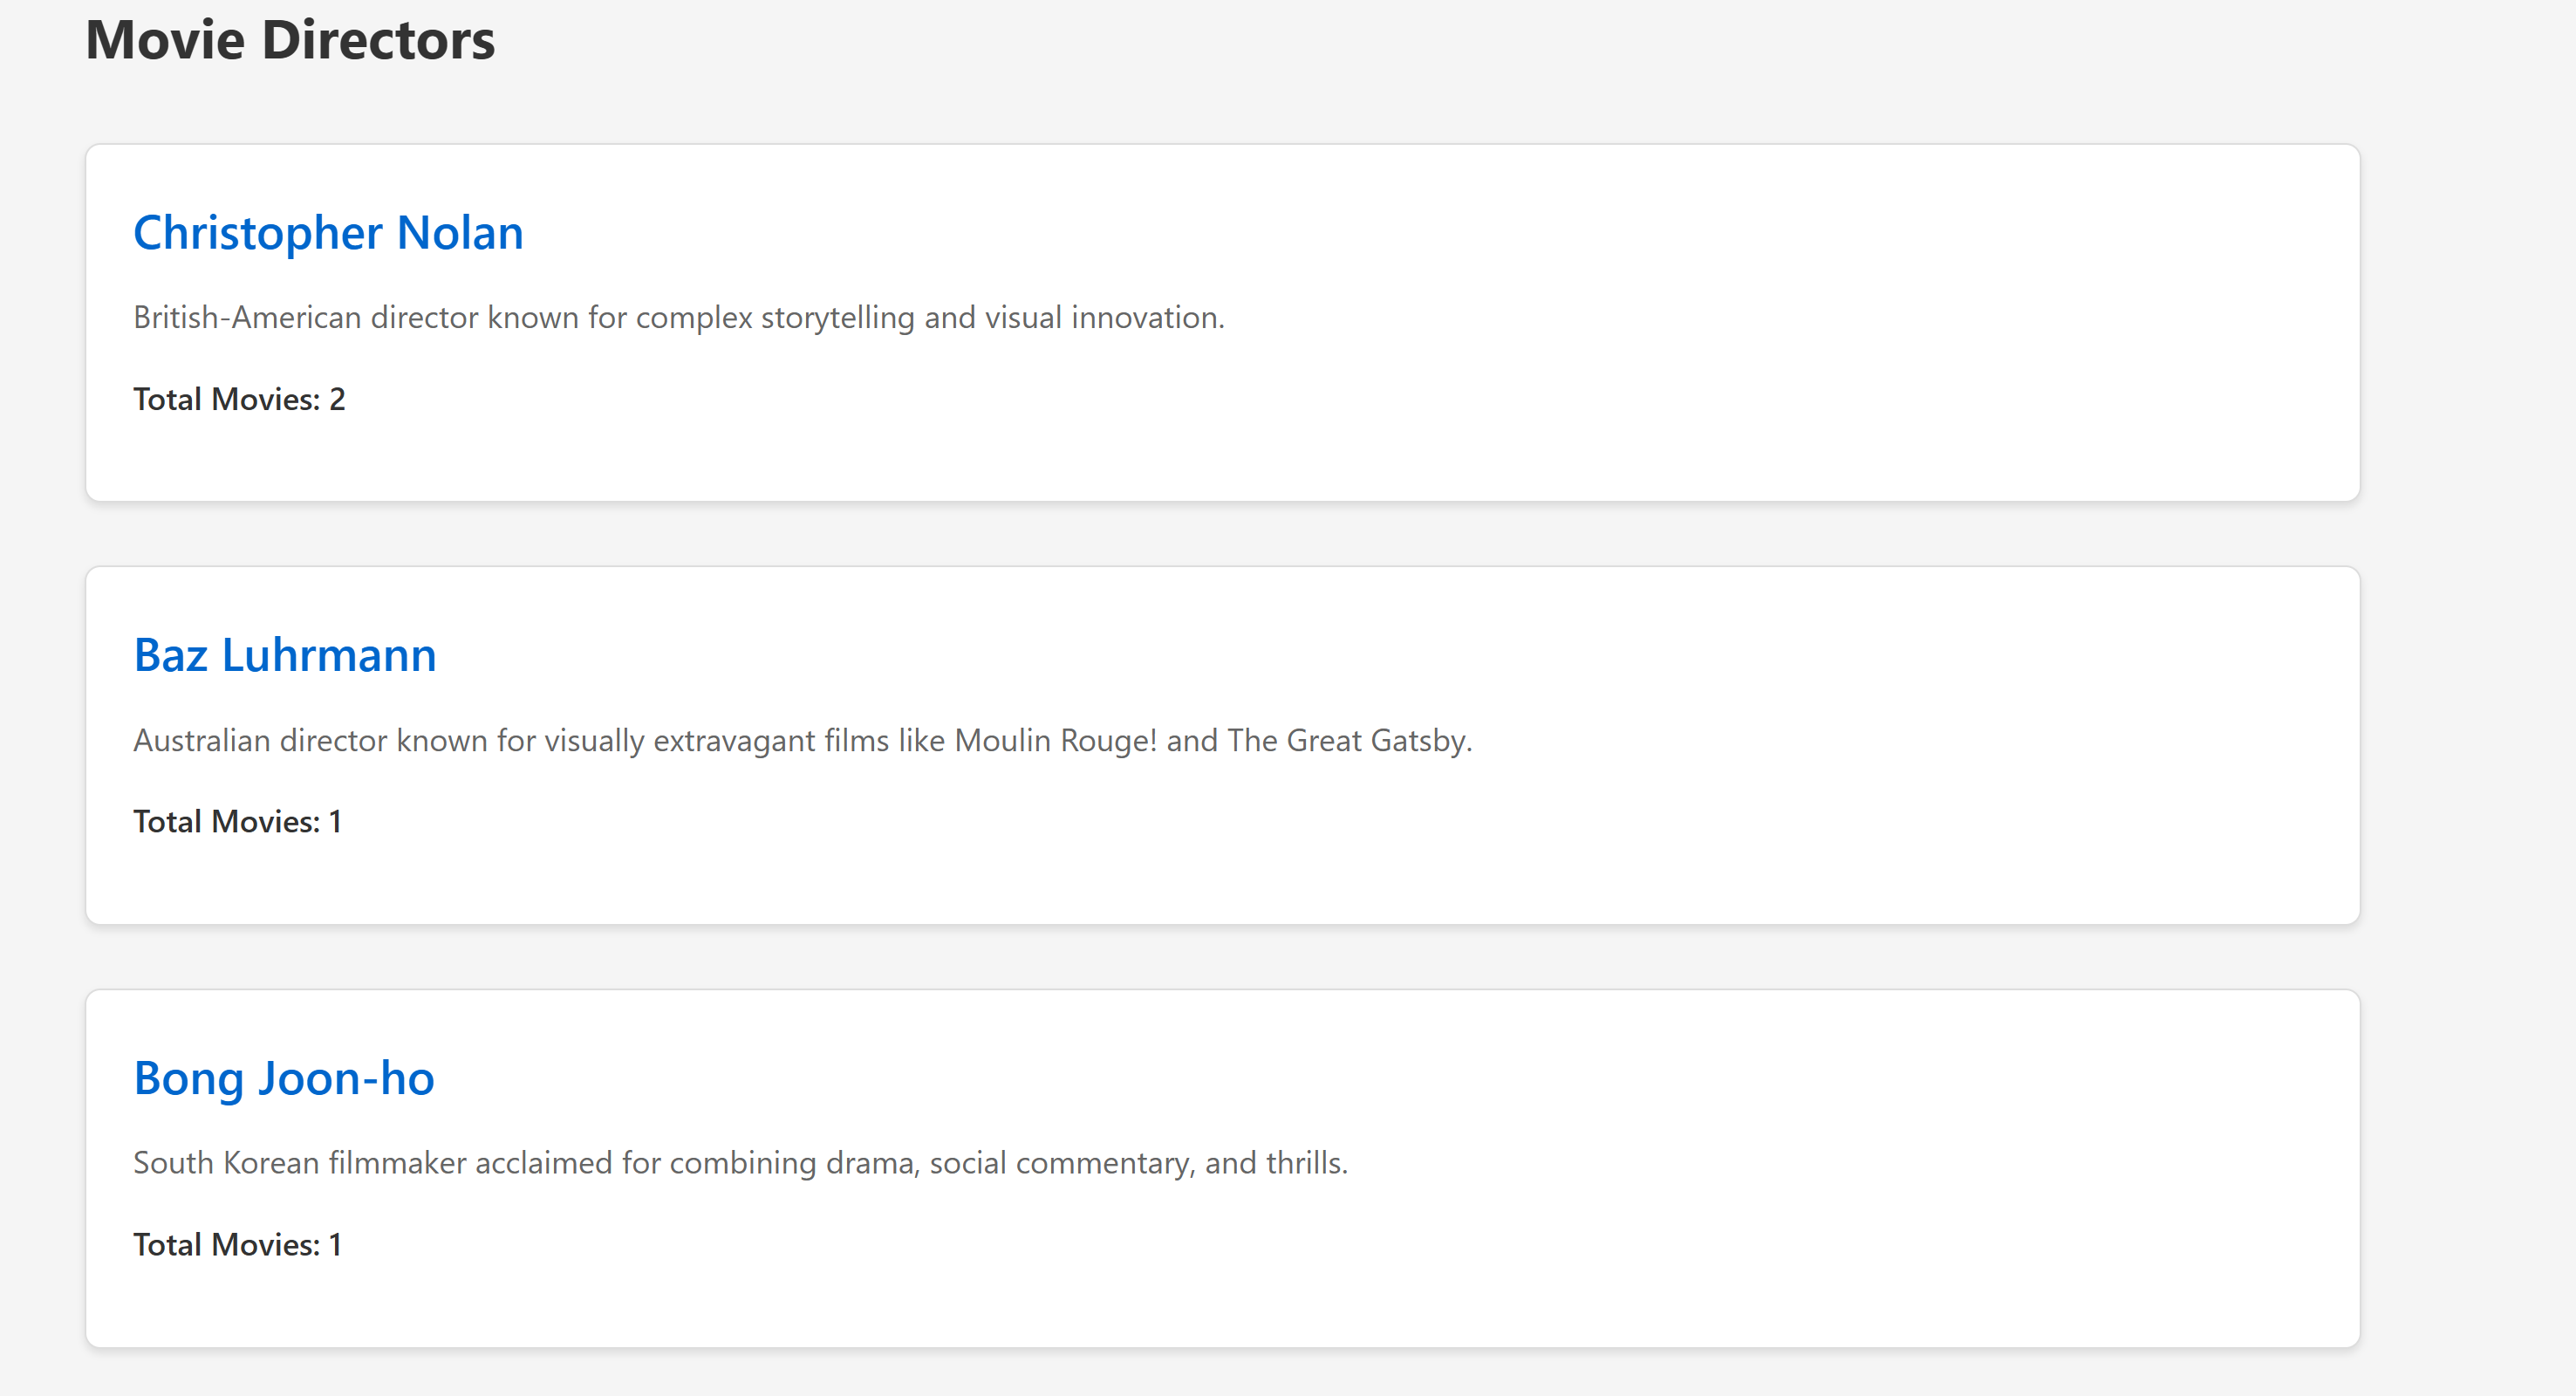 Movie Directors
Christopher Nolan
British-American director known for complex storytelling and visual innovation.
Total Movies: 2
Baz Luhrmann
Australian director known for visually extravagant films like Moulin Rouge! and The Great Gatsby.
Total Movies: 1
Bong Joon-ho
South Korean filmmaker acclaimed for combining drama, social commentary, and thrills.
Total Movies: 1